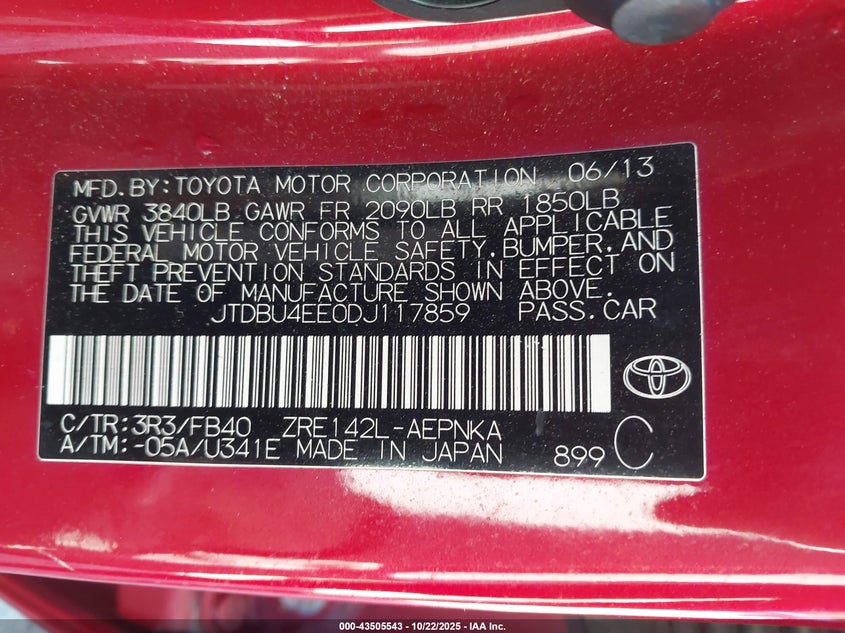 MFD.BY:TOYOTA MOTOR CORPORATION 06/13
GVWR 3840LB GAWR FR 2090LB RR 1850LB
THIS VEHICLE CONFORMS TO ALL APPLICABLE
FEDERAL MOTOR VEHICLE SAFETY,BUMPER,AND
THEFT PREVENTION STANDARDS IN EFFECT ON
THE DATE OF MANUFACTURE SHOWN ABOVE.
JTDBU4EE0DJ117859 PASS.CAR
C/TR:3R3/FB40 ZRE142L-AEPNKA
A/TM:-05A/U341E MADE IN JAPAN 899 C
000-43505543 - 10/22/2025 - IAA Inc.